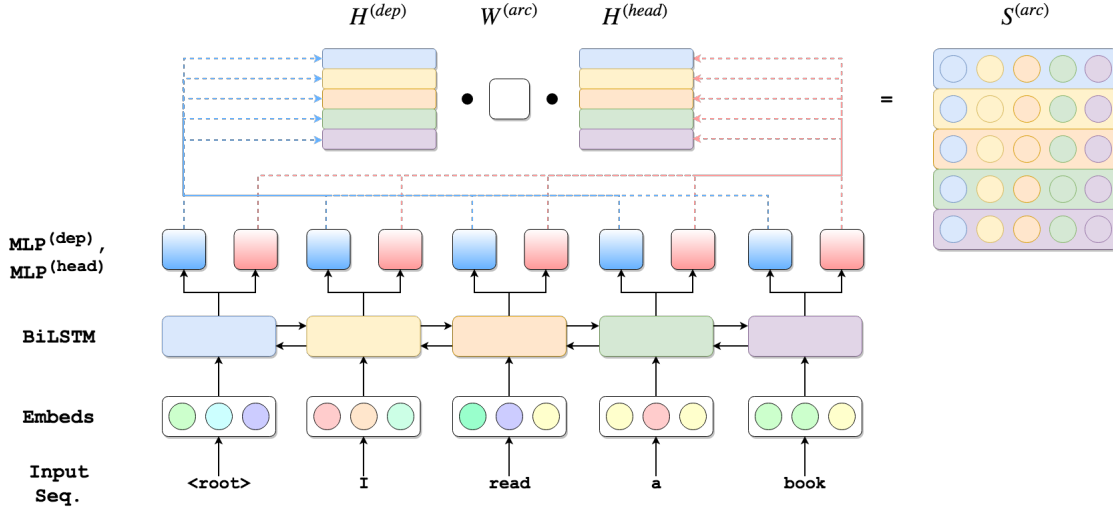 H^(dep) W^(arc) H^(head) S^(arc)
• • =
MLP^(dep),
MLP^(head)
BiLSTM
Embeds
Input
Seq.
<root> I read a book